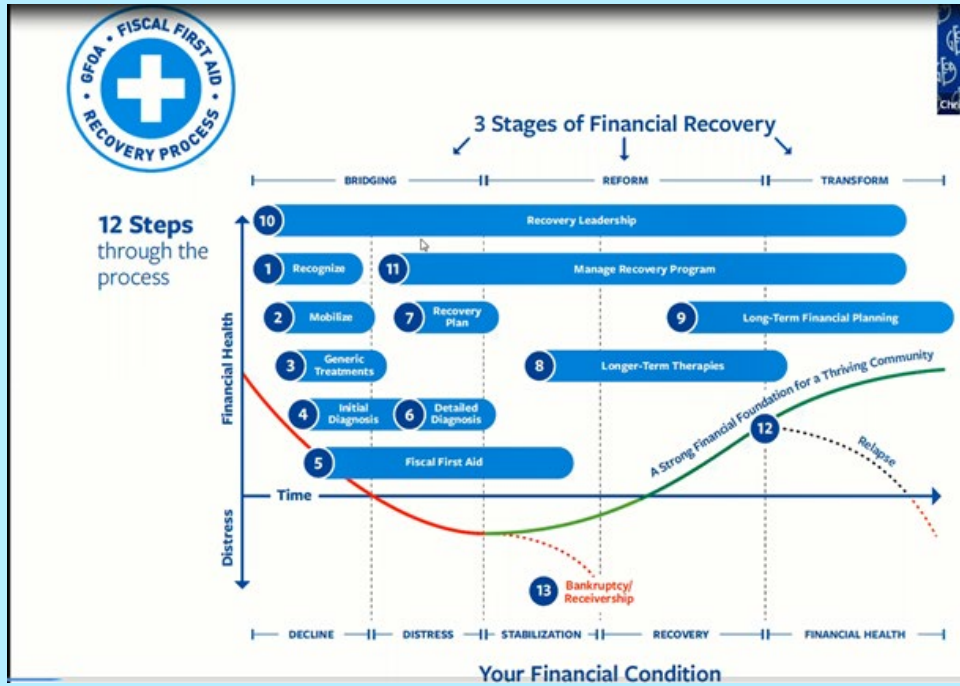 GFOA • FISCAL FIRST AID
RECOVERY PROCESS
3 Stages of Financial Recovery
BRIDGING
REFORM
TRANSFORM
12 Steps
through the
process
10 Recovery Leadership
1 Recognize
11 Manage Recovery Program
2 Mobilize
7 Recovery
Plan
9 Long-Term Financial Planning
3 Generic
Treatments
8 Longer-Term Therapies
4 Initial
Diagnosis
6 Detailed
Diagnosis
5 Fiscal First Aid
A Strong Financial Foundation for a Thriving Community
12
Relapse
Financial Health
Time
Distress
13 Bankruptcy/
Receivership
DECLINE
DISTRESS
STABILIZATION
RECOVERY
FINANCIAL HEALTH
Your Financial Condition